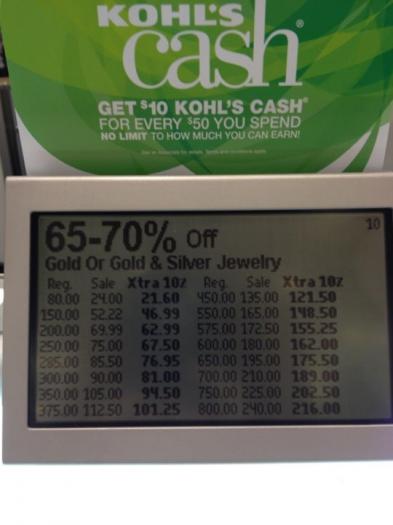 KOHL'S
cash®
GET $10 KOHL'S CASH®
FOR EVERY $50 YOU SPEND
NO LIMIT TO HOW MUCH YOU CAN EARN!
10
65-70% Off
Gold Or Gold & Silver Jewelry
Reg. Sale Xtra 10% Reg. Sale Xtra 10%
80.00 24.00 21.60 450.00 135.00 121.50
150.00 52.22 46.99 550.00 165.00 148.50
200.00 69.99 62.99 575.00 172.50 155.25
250.00 75.00 67.50 600.00 180.00 162.00
285.00 85.50 76.95 650.00 195.00 175.50
300.00 90.00 81.00 700.00 210.00 189.00
350.00 105.00 94.50 750.00 225.00 202.50
375.00 112.50 101.25 800.00 240.00 216.00